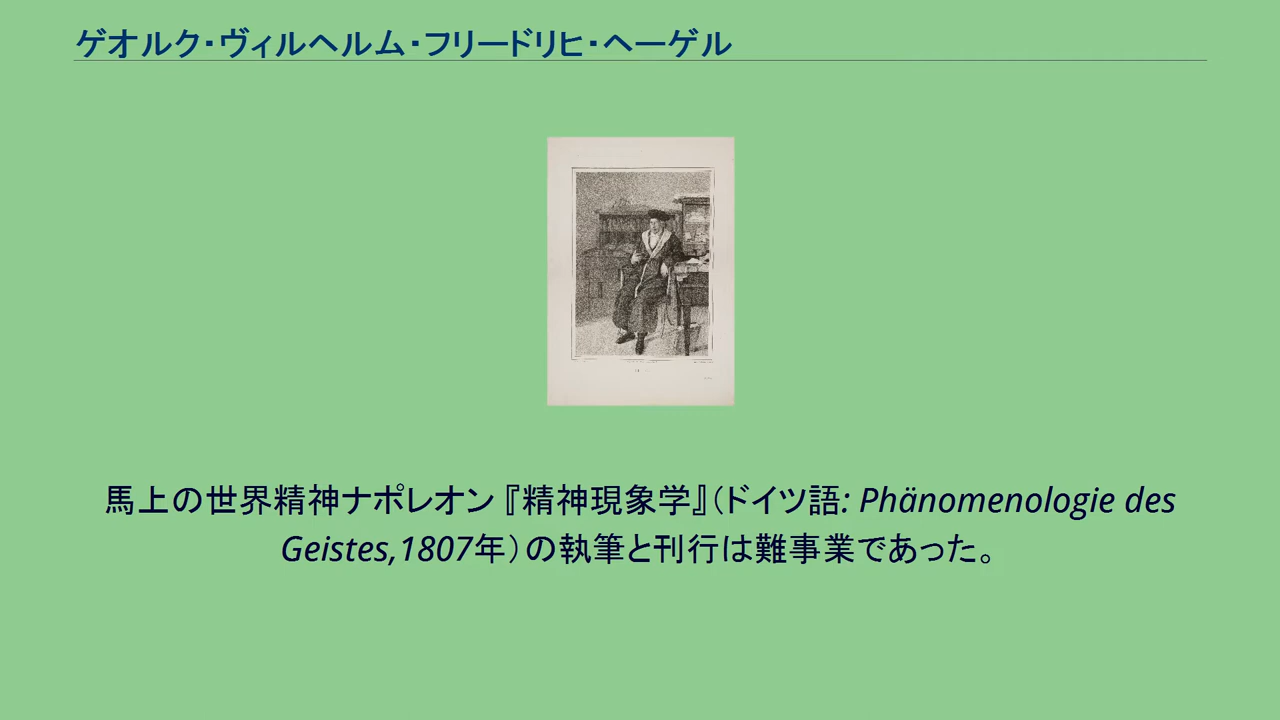 ゲオルク・ヴィルヘルム・フリードリヒ・ヘーゲル
馬上の世界精神ナポレオン『精神現象学』（ドイツ語: Phänomenologie des
Geistes,1807年）の執筆と刊行は難事業であった。